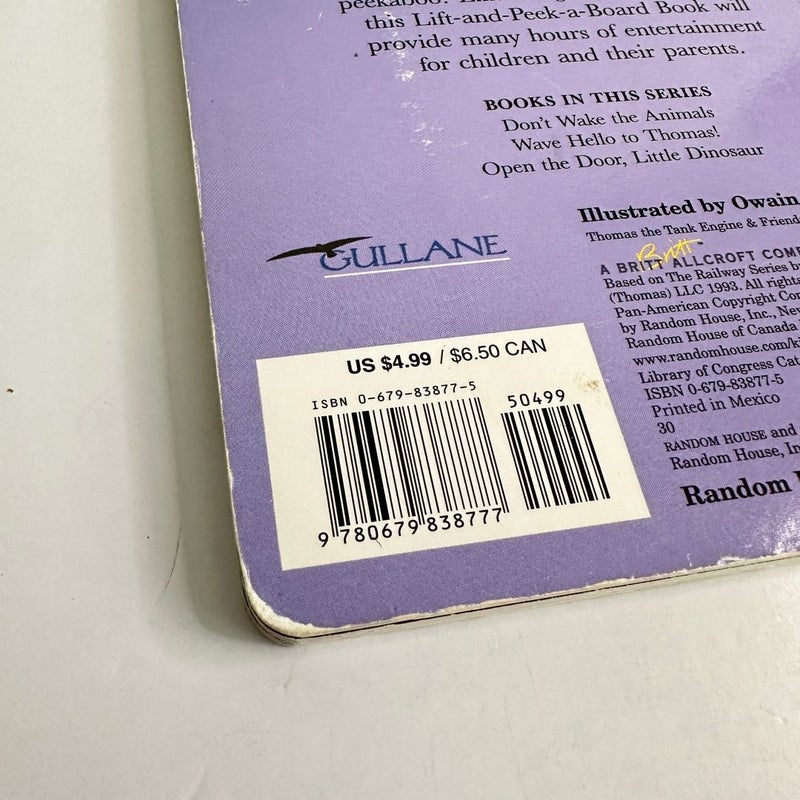 peekaboo.
this Lift-and-Peek-a-Board Book will
provide many hours of entertainment
for children and their parents.
BOOKS IN THIS SERIES
Don't Wake the Animals
Wave Hello to Thomas!
Open the Door, Little Dinosaur
Illustrated by Owain
Thomas the Tank Engine & Friends
GULLANE
Britt
A BRITT ALLCROFT COMP
Based on The Railway Series by
(Thomas) LLC 1993. All rights
Pan-American Copyright Con
by Random House, Inc., New
Random House of Canada
www.randomhouse.com/ki
Library of Congress Cat
ISBN 0-679-83877-5
Printed in Mexico
30
RANDOM HOUSE and
Random House, Inc
Random
US $4.99 / $6.50 CAN
ISBN 0-679-83877-5
50499
9 780679 838777